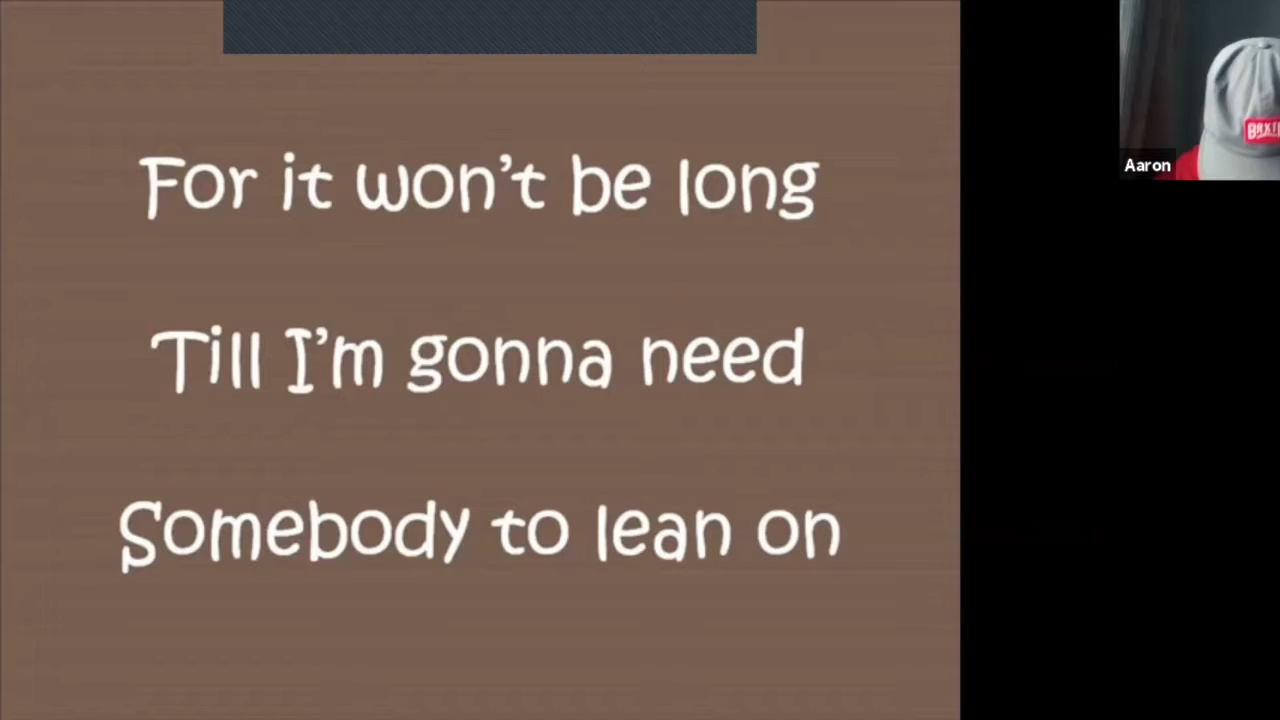 For it won't be long
Till I'm gonna need
Somebody to lean on
Aaron